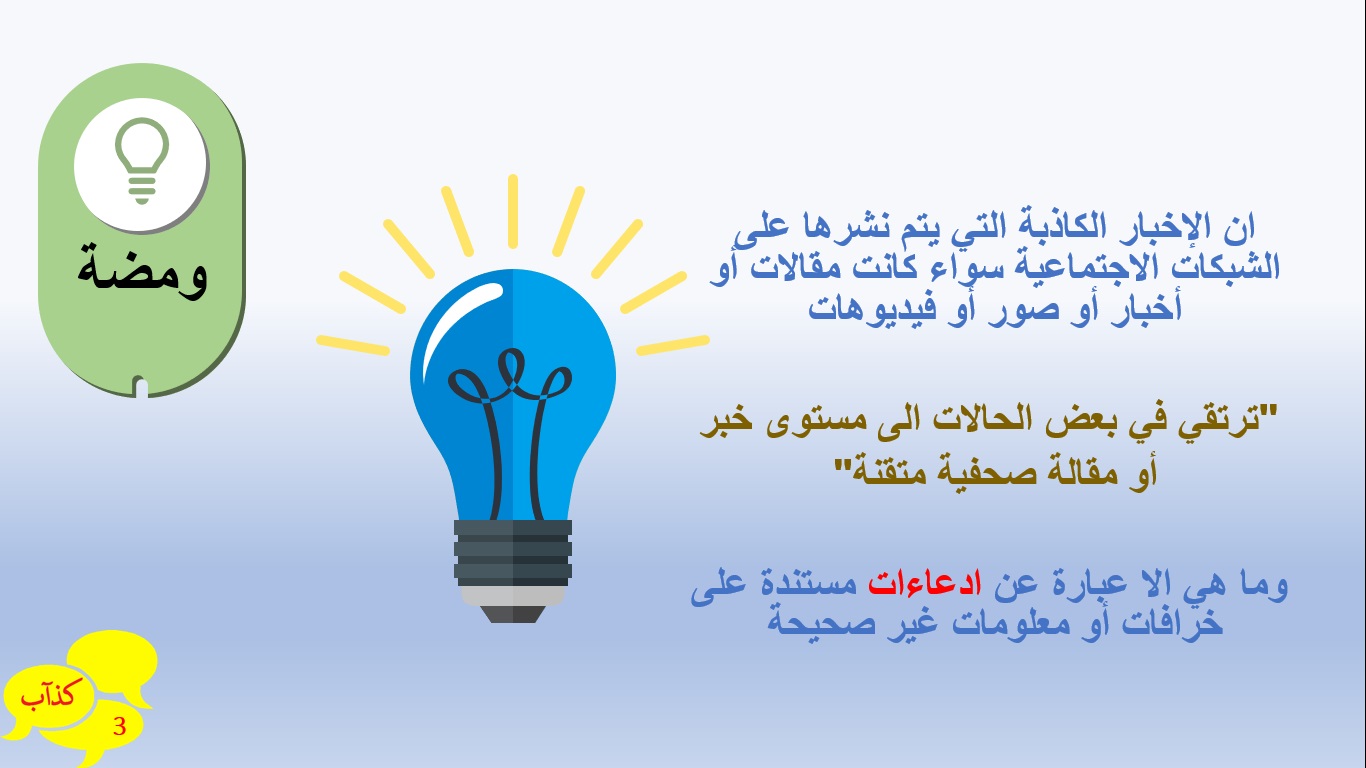 ومضة
ان الإخبار الكاذبة التي يتم نشرها على
الشبكات الاجتماعية سواء كانت مقالات أو
أخبار أو صور أو فيديوهات
"ترتقي في بعض الحالات الى مستوى خبر
أو مقالة صحفية متقنة"
وما هي الا عبارة عن ادعاءات مستندة على
خرافات أو معلومات غير صحيحة
كذآب
3